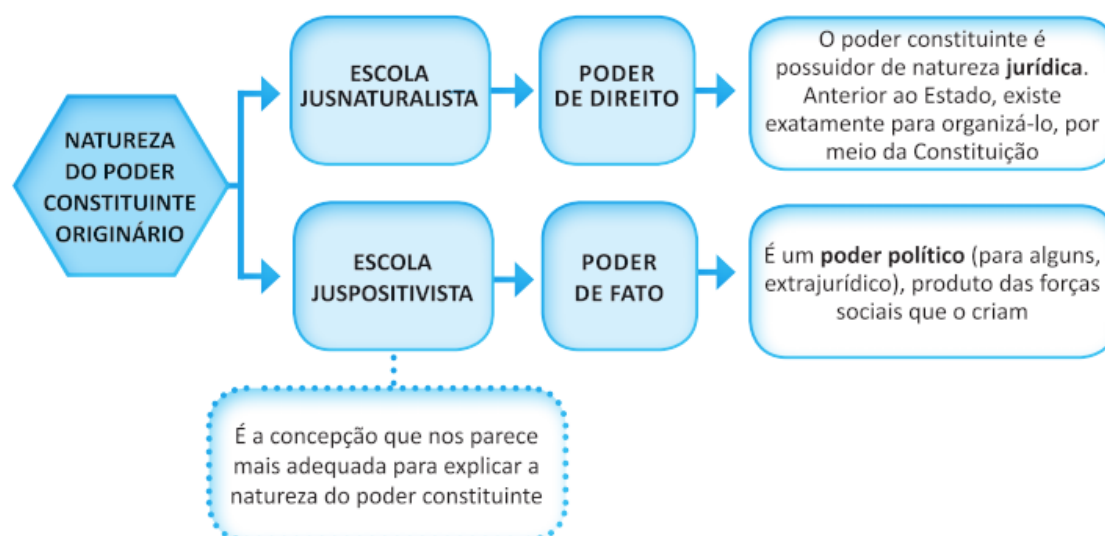 NATUREZA
DO PODER
CONSTITUINTE
ORIGINÁRIO
ESCOLA
JUSNATURALISTA
PODER
DE DIREITO
O poder constituinte é
possuidor de natureza jurídica.
Anterior ao Estado, existe
exatamente para organizá-lo, por
meio da Constituição
ESCOLA
JUSPOSITIVISTA
PODER
DE FATO
É um poder político (para alguns,
extrajurídico), produto das forças
sociais que o criam
É a concepção que nos parece
mais adequada para explicar a
natureza do poder constituinte